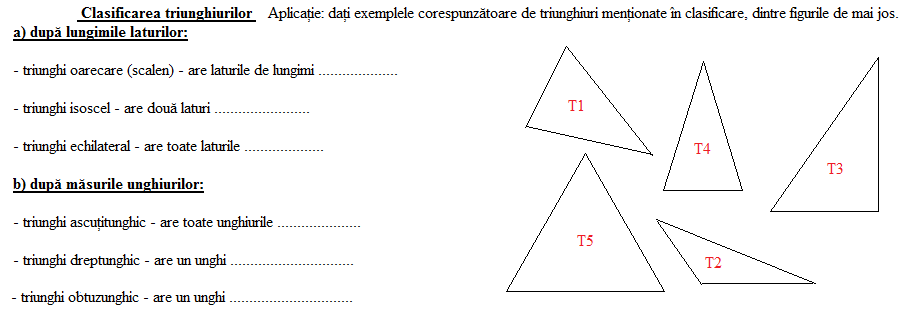 Clasificarea triunghiurilor Aplicație: dați exemplele corespunzătoare de triunghiuri menționate în clasificare, dintre figurile de mai jos.
a) după lungimile laturilor:
- triunghi oarecare (scalen) - are laturile de lungimi ....................
- triunghi isoscel - are două laturi ........................
- triunghi echilateral - are toate laturile ....................
b) după măsurile unghiurilor:
- triunghi ascuțitunghic - are toate unghiurile .....................
- triunghi dreptunghic - are un unghi ...............................
- triunghi obtuzunghic - are un unghi ...............................
T1
T4
T3
T5
T2